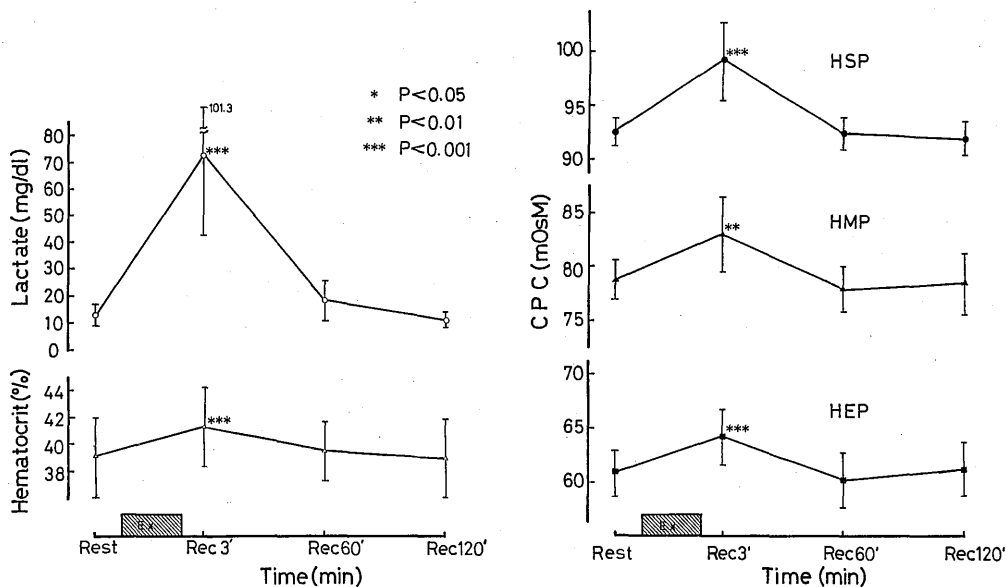 * P<0.05
** P<0.01
*** P<0.001
101.3
***
80
70
60
50
40
30
20
10
0
Lactate (mg/dl)
44
42
40
38
Hematocrit (%)
***
Ex
Rest Rec3' Rec60' Rec120'
Time (min)
100
95
90
***
HSP
85
80
75
**
HMP
CPC (mOsM)
70
65
60
***
HEP
Ex
Rest Rec3' Rec60' Rec120'
Time (min)